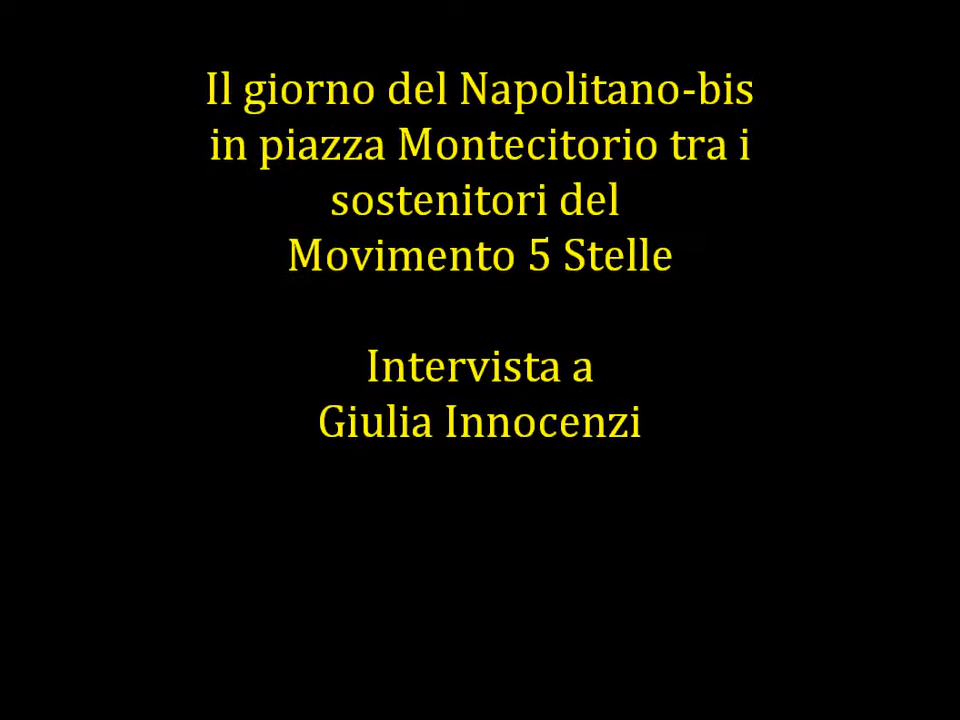 Il giorno del Napolitano-bis
in piazza Montecitorio tra i
sostenitori del
Movimento 5 Stelle
Intervista a
Giulia Innocenzi